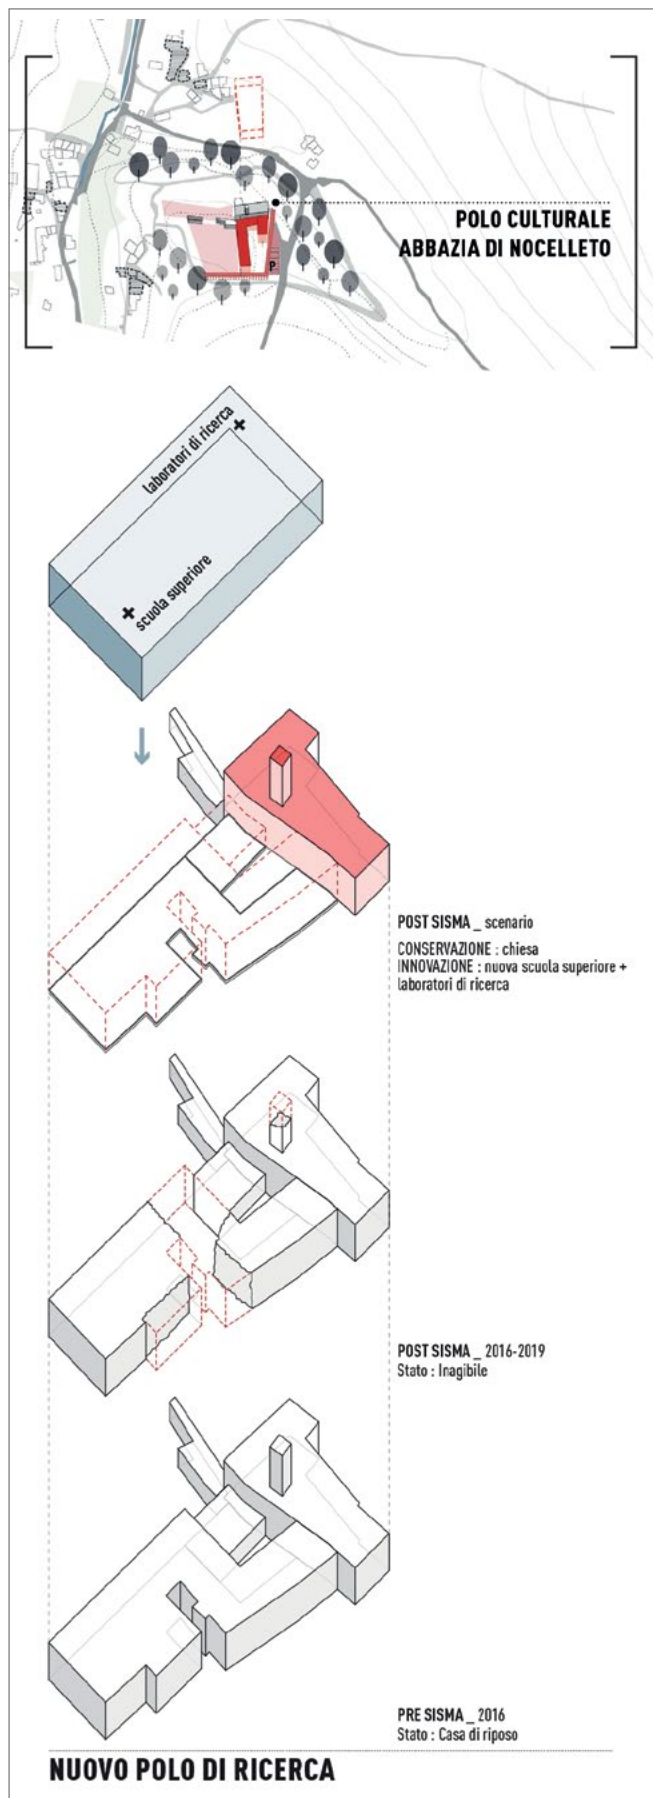 POLO CULTURALE
ABBAZIA DI NOCELLETO
P
laboratori di ricerca
scuola superiore
POST SISMA _ scenario
CONSERVAZIONE : chiesa
INNOVAZIONE : nuova scuola superiore +
laboratori di ricerca
POST SISMA _ 2016-2019
Stato : Inagibile
PRE SISMA _ 2016
Stato : Casa di riposo
NUOVO POLO DI RICERCA